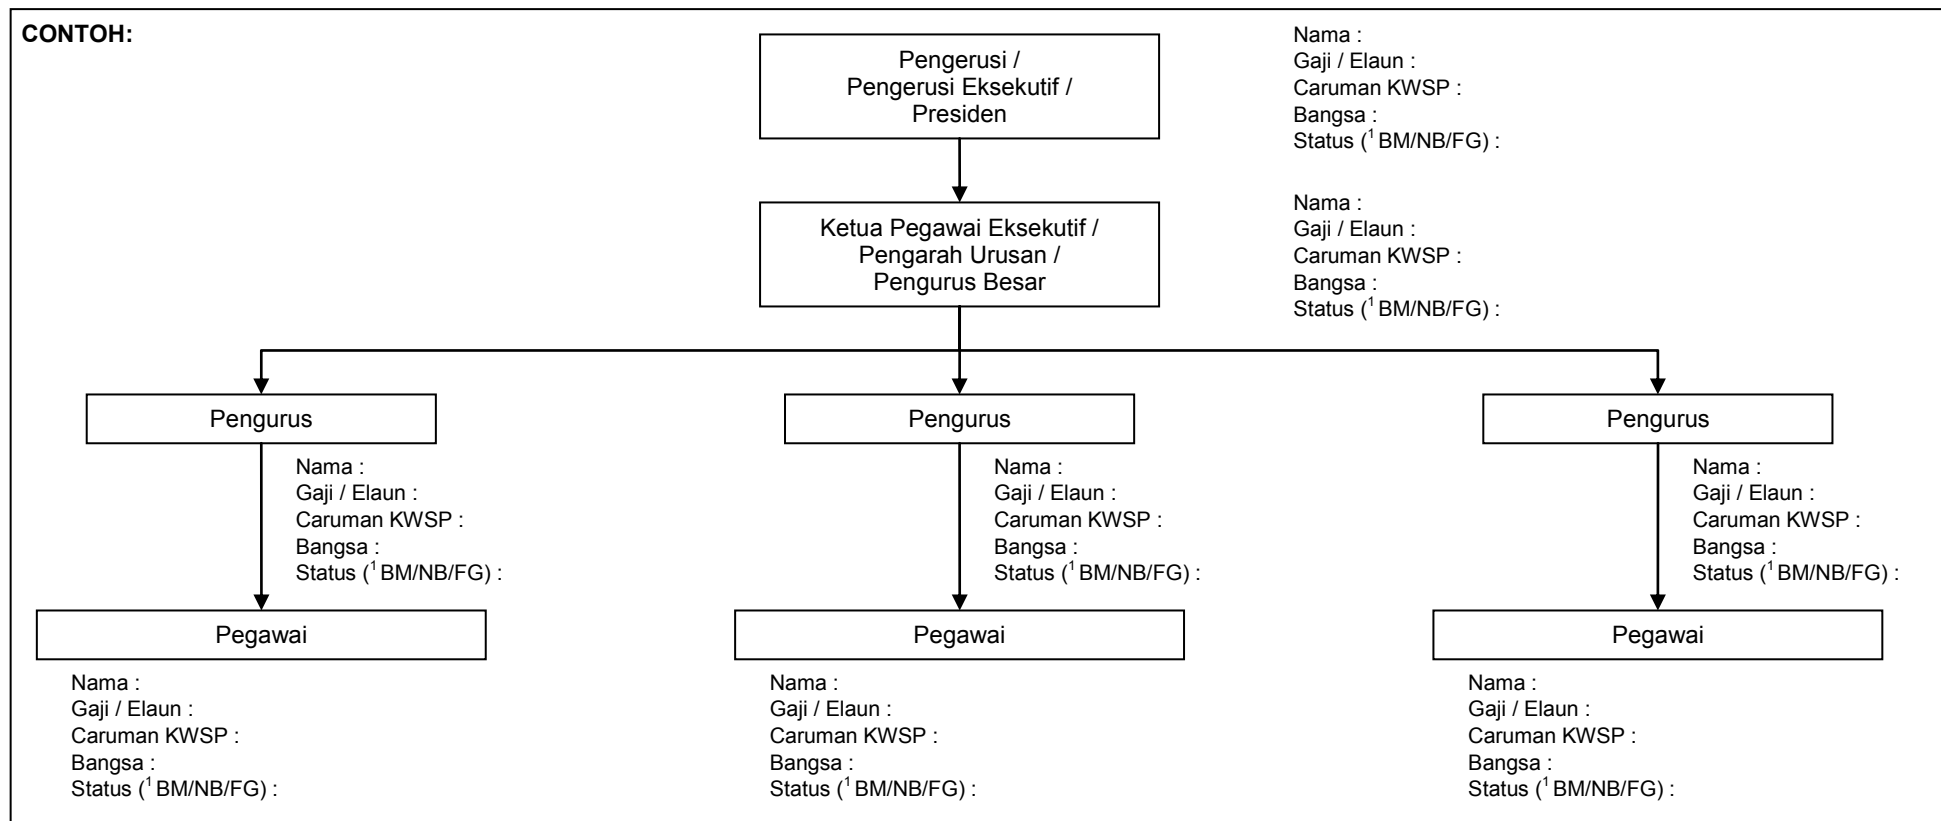 CONTOH:
Pengerusi /
Pengerusi Eksekutif /
Presiden
Nama :
Gaji / Elaun :
Caruman KWSP :
Bangsa :
Status (¹ BM/NB/FG) :
Ketua Pegawai Eksekutif /
Pengarah Urusan /
Pengurus Besar
Nama :
Gaji / Elaun :
Caruman KWSP :
Bangsa :
Status (¹ BM/NB/FG) :
Pengurus
Nama :
Gaji / Elaun :
Caruman KWSP :
Bangsa :
Status (¹ BM/NB/FG) :
Pengurus
Nama :
Gaji / Elaun :
Caruman KWSP :
Bangsa :
Status (¹ BM/NB/FG) :
Pengurus
Nama :
Gaji / Elaun :
Caruman KWSP :
Bangsa :
Status (¹ BM/NB/FG) :
Pegawai
Nama :
Gaji / Elaun :
Caruman KWSP :
Bangsa :
Status (¹ BM/NB/FG) :
Pegawai
Nama :
Gaji / Elaun :
Caruman KWSP :
Bangsa :
Status (¹ BM/NB/FG) :
Pegawai
Nama :
Gaji / Elaun :
Caruman KWSP :
Bangsa :
Status (¹ BM/NB/FG) :